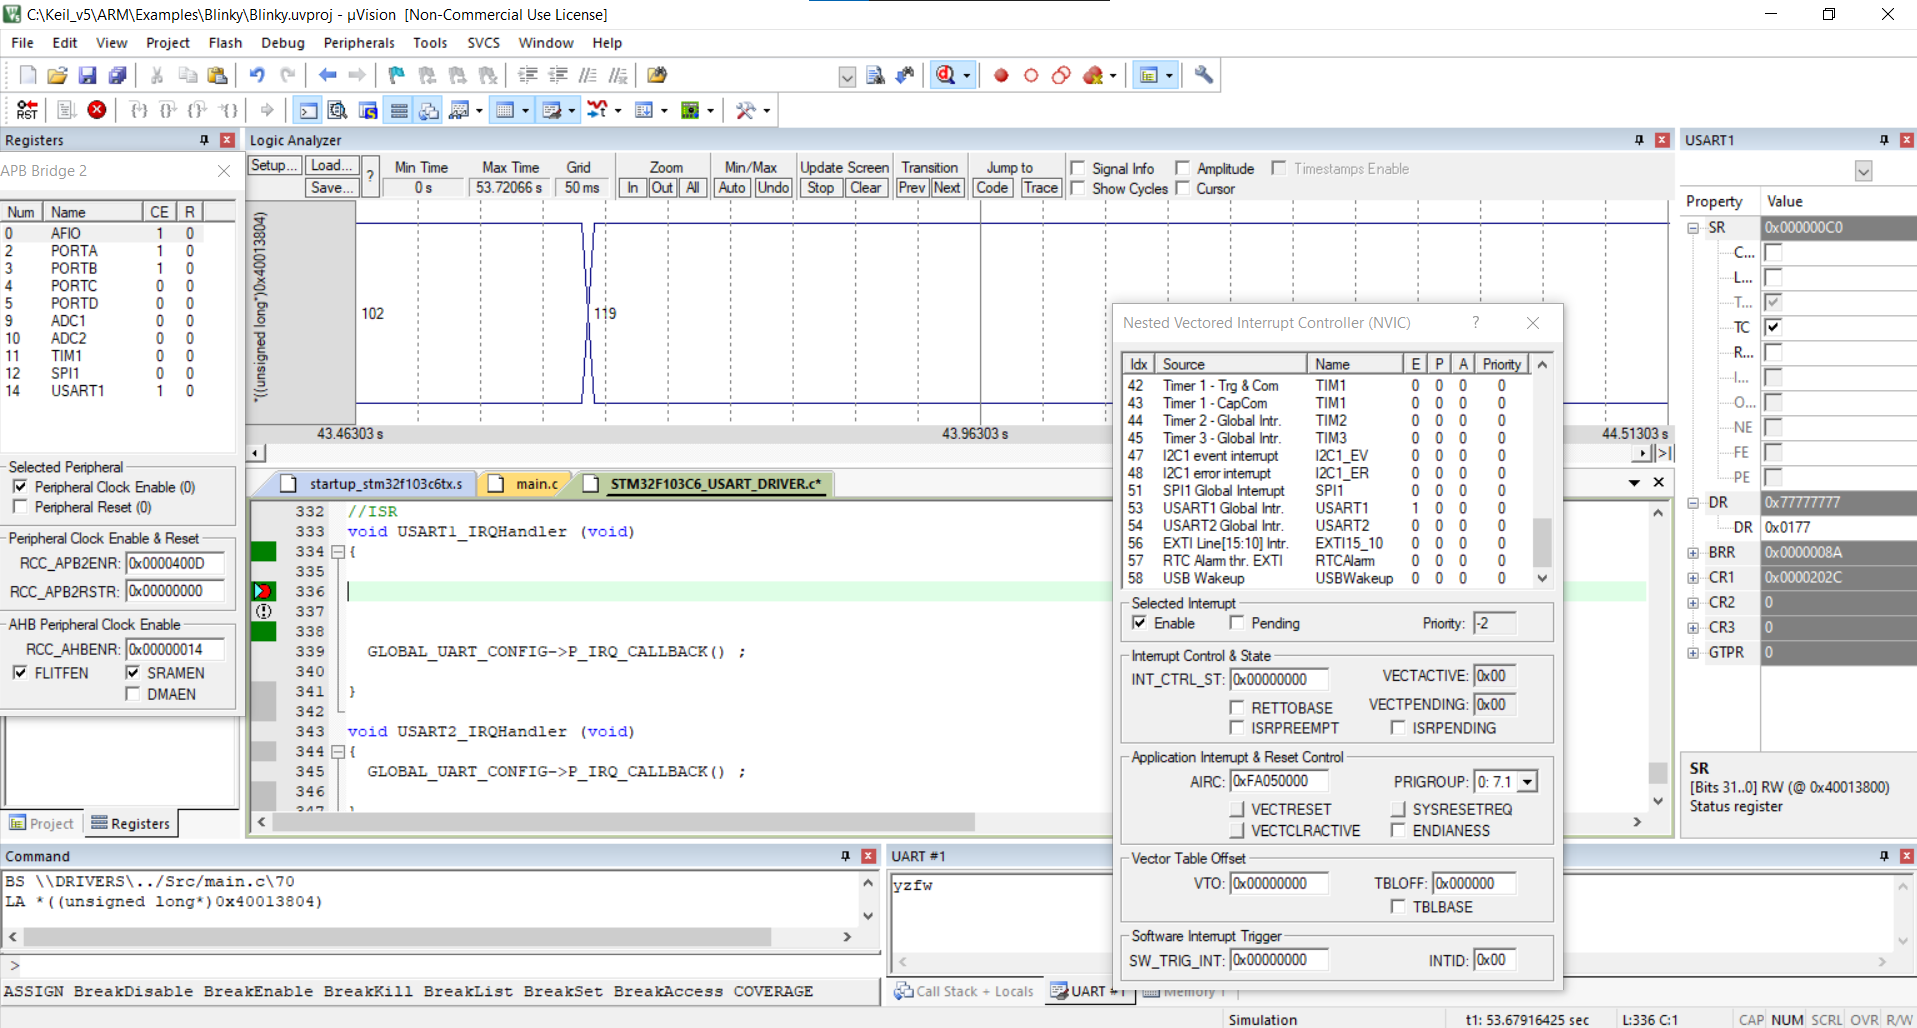 C:\Keil_v5\ARM\Examples\Blinky\Blinky.uvproj - µVision  [Non-Commercial Use License]
File Edit View Project Flash Debug Peripherals Tools SVCS Window Help
RST
Registers
APB Bridge 2
Num Name CE R
0 AFIO 1 0
2 PORTA 1 0
3 PORTB 1 0
4 PORTC 0 0
5 PORTD 0 0
9 ADC1 0 0
10 ADC2 0 0
11 TIM1 0 0
12 SPI1 0 0
14 USART1 1 0
Selected Peripheral
Peripheral Clock Enable (0)
Peripheral Reset (0)
Peripheral Clock Enable & Reset
RCC_APB2ENR: 0x0000400D
RCC_APB2RSTR: 0x00000000
AHB Peripheral Clock Enable
RCC_AHBENR: 0x00000014
FLITFEN SRAMEN
DMAEN
Project Registers
Logic Analyzer
Setup... Load... ? Min Time Max Time Grid Zoom Min/Max Update Screen Transition Jump to Signal Info Amplitude Timestamps Enable
Save... 0 s 53.72066 s 50 ms In Out All Auto Undo Stop Clear Prev Next Code Trace Show Cycles Cursor
*((unsigned long*)0x40013804)
102 119
43.46303 s 43.96303 s 44.51303 s
startup_stm32f103c6tx.s main.c STM32F103C6_USART_DRIVER.c*
332 //ISR
333 void USART1_IRQHandler (void)
334 {
335
336
337
338
339 GLOBAL_UART_CONFIG->P_IRQ_CALLBACK() ;
340
341 }
342
343 void USART2_IRQHandler (void)
344 {
345 GLOBAL_UART_CONFIG->P_IRQ_CALLBACK() ;
346
347 }
Nested Vectored Interrupt Controller (NVIC) ?
Idx Source Name E P A Priority
42 Timer 1 - Trg & Com TIM1 0 0 0 0
43 Timer 1 - CapCom TIM1 0 0 0 0
44 Timer 2 - Global Intr. TIM2 0 0 0 0
45 Timer 3 - Global Intr. TIM3 0 0 0 0
47 I2C1 event interrupt I2C1_EV 0 0 0 0
48 I2C1 error interrupt I2C1_ER 0 0 0 0
51 SPI1 Global Interrupt SPI1 0 0 0 0
53 USART1 Global Intr. USART1 1 0 0 0
54 USART2 Global Intr. USART2 0 0 0 0
56 EXTI Line[15:10] Intr. EXTI15_10 0 0 0 0
57 RTC Alarm thr. EXTI RTCAlarm 0 0 0 0
58 USB Wakeup USBWakeup 0 0 0 0
Selected Interrupt
Enable Pending Priority: -2
Interrupt Control & State
INT_CTRL_ST: 0x00000000 VECTACTIVE: 0x00
RETTOBASE VECTPENDING: 0x00
ISRPREEMPT ISRPENDING
Application Interrupt & Reset Control
AIRC: 0xFA050000 PRIGROUP: 0: 7.1
VECTRESET SYSRESETREQ
VECTCLRACTIVE ENDIANESS
Vector Table Offset
VTO: 0x00000000 TBLOFF: 0x000000
TBLBASE
Software Interrupt Trigger
SW_TRIG_INT: 0x00000000 INTID: 0x00
USART1
Property Value
SR 0x000000C0
C...
L...
T...
TC
R...
I...
O...
NE
FE
PE
DR 0x77777777
DR 0x0177
BRR 0x0000008A
CR1 0x0000202C
CR2 0
CR3 0
GTPR 0
SR
[Bits 31..0] RW (@ 0x40013800)
Status register
Command
BS \\DRIVERS\../Src/main.c\70
LA *((unsigned long*)0x40013804)
>
ASSIGN BreakDisable BreakEnable BreakKill BreakList BreakSet BreakAccess COVERAGE
UART #1
yzfw
Call Stack + Locals UART #1 Memory 1
Simulation t1: 53.67916425 sec L:336 C:1 CAP NUM SCRL OVR R/W